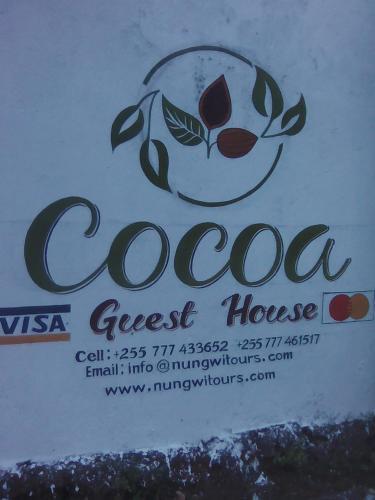 Cocoa
VISA Guest House
Cell: +255 777 433652 +255 777 461517
Email: info@nungwitours.com
www.nungwitours.com